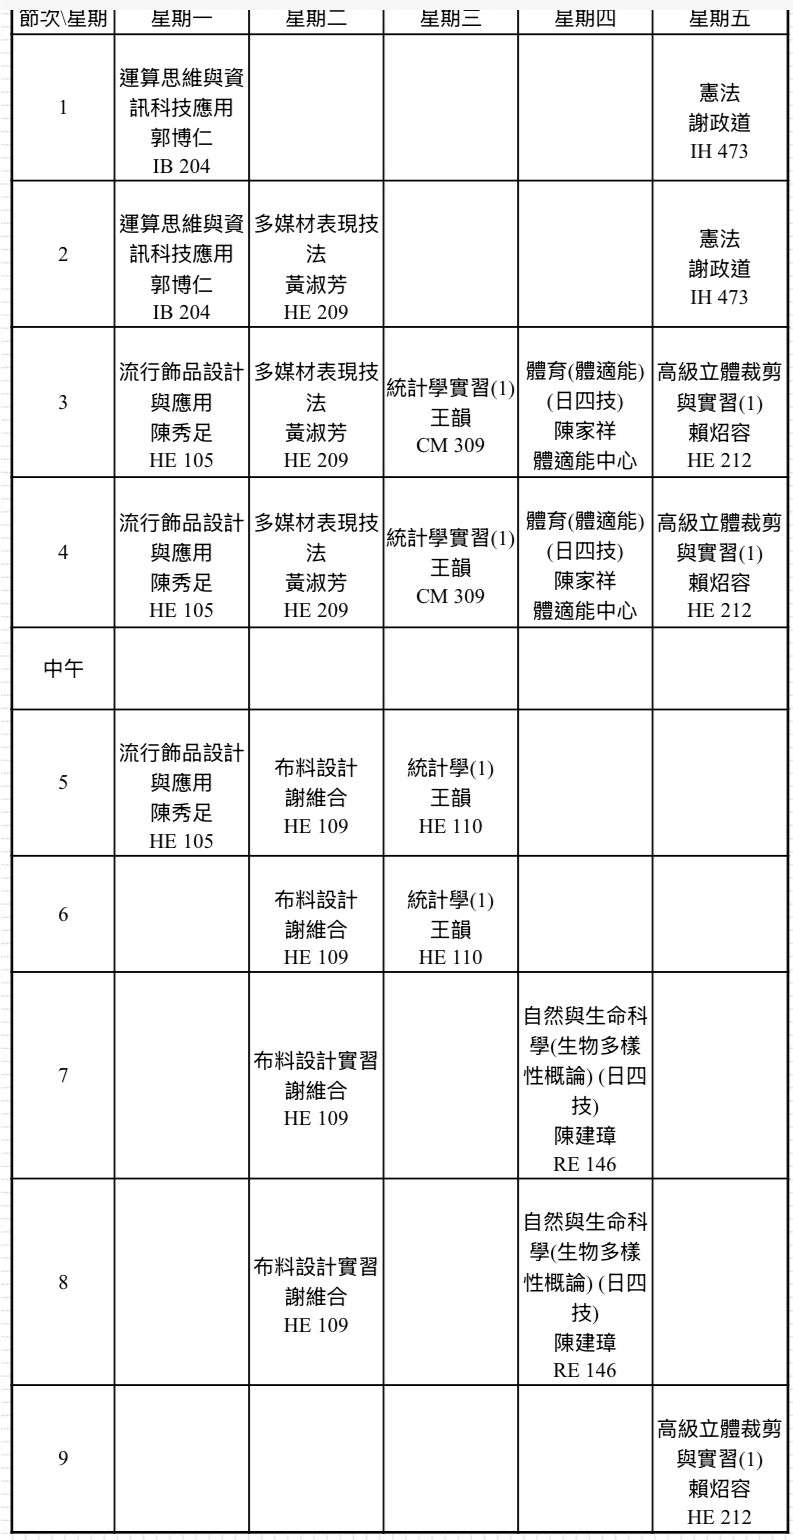 節次\星期 星期一 星期二 星期三 星期四 星期五
1
運算思維與資
訊科技應用
郭博仁
IB 204
憲法
謝政道
IH 473
2
運算思維與資
訊科技應用
郭博仁
IB 204
多媒材表現技
法
黃淑芳
HE 209
憲法
謝政道
IH 473
3
流行飾品設計
與應用
陳秀足
HE 105
多媒材表現技
法
黃淑芳
HE 209
統計學實習(1)
王韻
CM 309
體育(體適能)
(日四技)
陳家祥
體適能中心
高級立體裁剪
與實習(1)
賴炤容
HE 212
4
流行飾品設計
與應用
陳秀足
HE 105
多媒材表現技
法
黃淑芳
HE 209
統計學實習(1)
王韻
CM 309
體育(體適能)
(日四技)
陳家祥
體適能中心
高級立體裁剪
與實習(1)
賴炤容
HE 212
中午
5
流行飾品設計
與應用
陳秀足
HE 105
布料設計
謝維合
HE 109
統計學(1)
王韻
HE 110
6
布料設計
謝維合
HE 109
統計學(1)
王韻
HE 110
7
布料設計實習
謝維合
HE 109
自然與生命科
學(生物多樣
性概論) (日四
技)
陳建璋
RE 146
8
布料設計實習
謝維合
HE 109
自然與生命科
學(生物多樣
性概論) (日四
技)
陳建璋
RE 146
9
高級立體裁剪
與實習(1)
賴炤容
HE 212